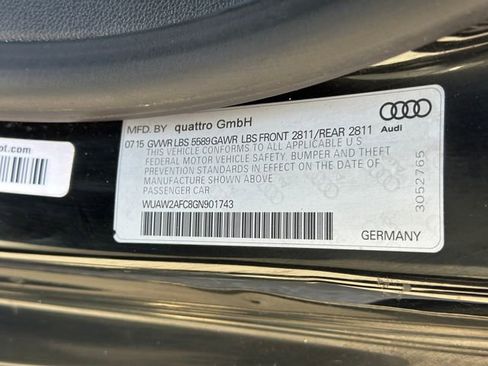 MFD. BY quattro GmbH
07 15 GVWR LBS 5589 GAWR LBS FRONT 2811/REAR 2811
THIS VEHICLE CONFORMS TO ALL APPLICABLE U S
FEDERAL MOTOR VEHICLE SAFETY, BUMPER AND THEFT
PREVENTION STANDARDS IN EFFECT ON THE DATE OF
MANUFACTURE SHOWN ABOVE.
PASSENGER CAR
WUAW2AFC8GN901743
Audi
3052765
GERMANY